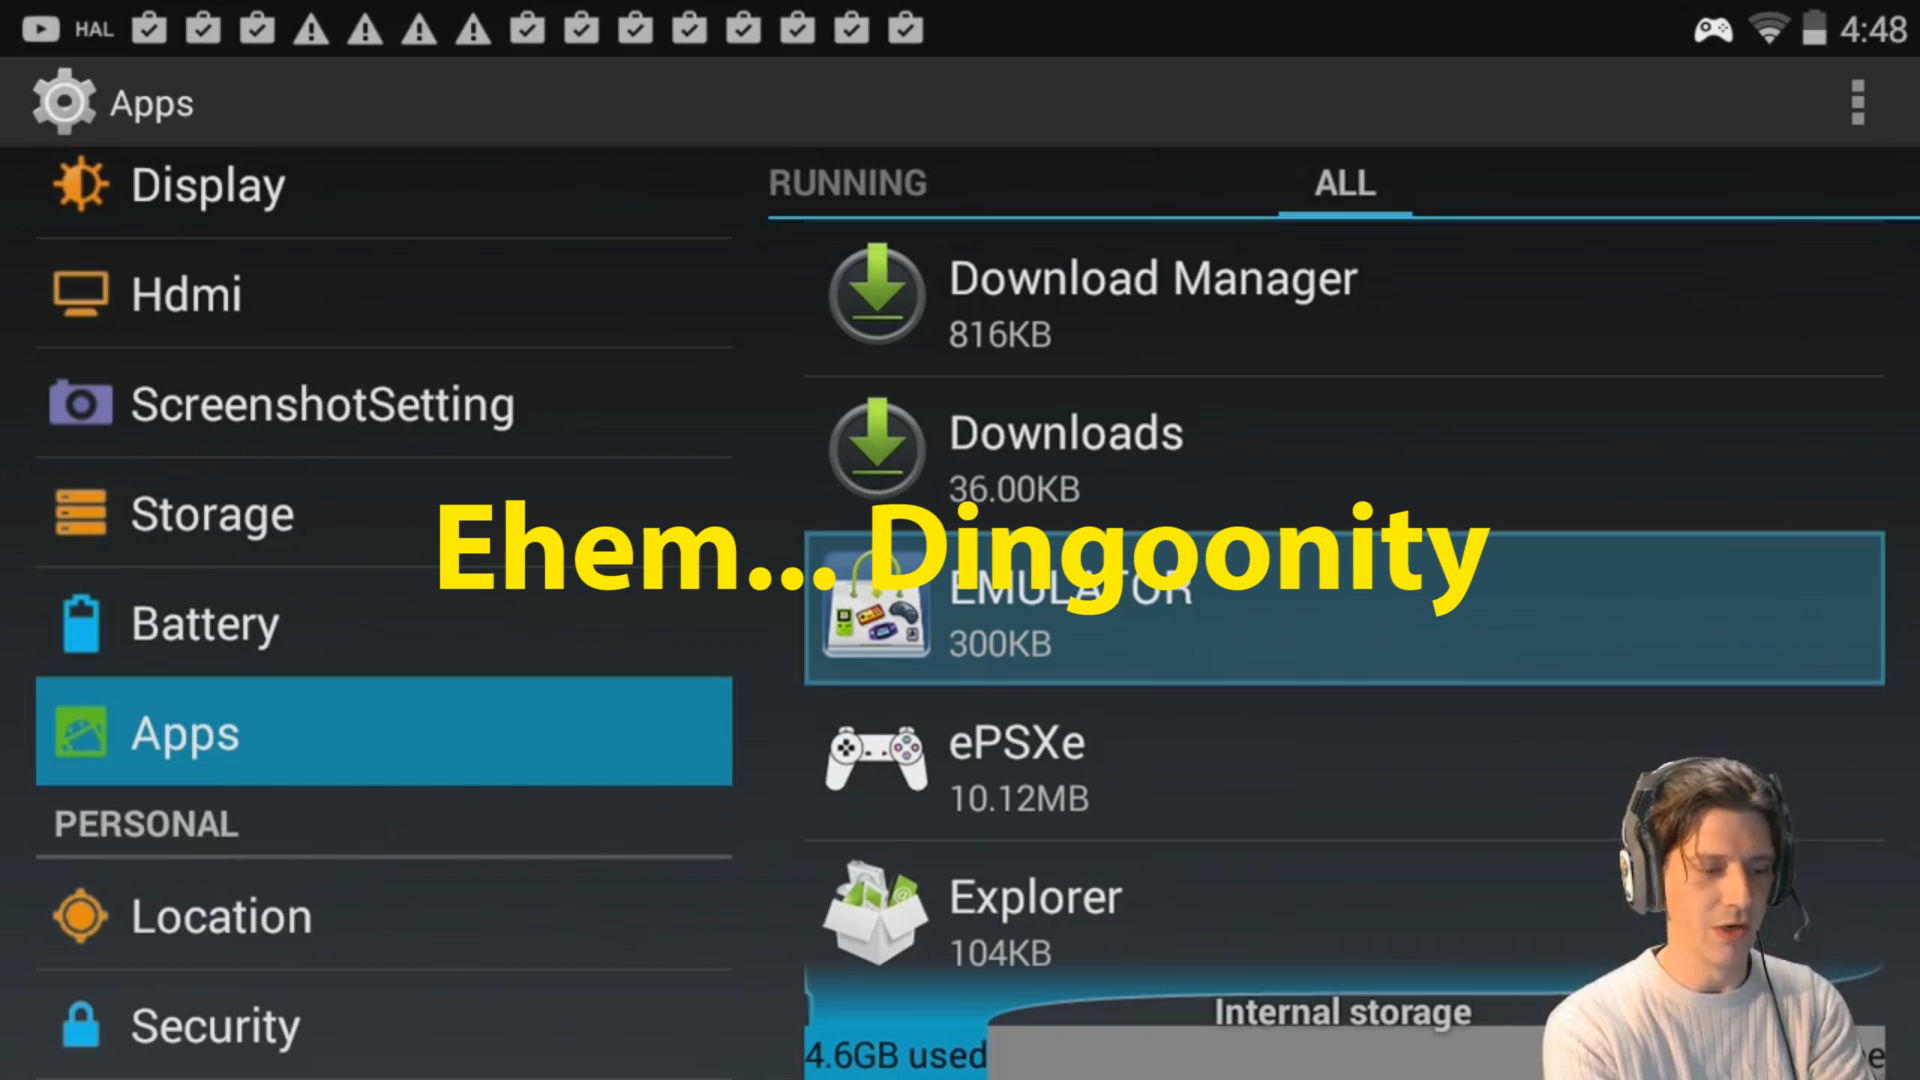 HAL
4:48
Apps
Display
Hdmi
ScreenshotSetting
Storage
Battery
Apps
PERSONAL
Location
Security
RUNNING
ALL
Download Manager
816KB
Downloads
36.00KB
Ehem... Dingoonity
EMULATOR
300KB
ePSXe
10.12MB
Explorer
104KB
Internal storage
4.6GB used